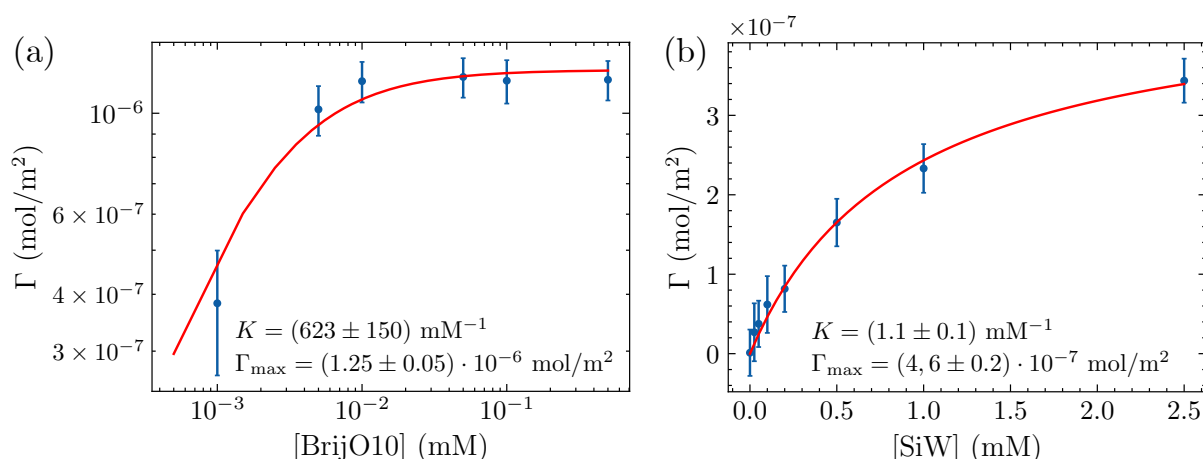 (a)
Γ (mol/m²)
10⁻⁶
6 × 10⁻⁷
4 × 10⁻⁷
3 × 10⁻⁷
K = (623 ± 150) mM⁻¹
Γmax = (1.25 ± 0.05) · 10⁻⁶ mol/m²
10⁻³ 10⁻² 10⁻¹
[BrijO10] (mM)
(b)
×10⁻⁷
Γ (mol/m²)
3
2
1
0
K = (1.1 ± 0.1) mM⁻¹
Γmax = (4,6 ± 0.2) · 10⁻⁷ mol/m²
0.0 0.5 1.0 1.5 2.0 2.5
[SiW] (mM)